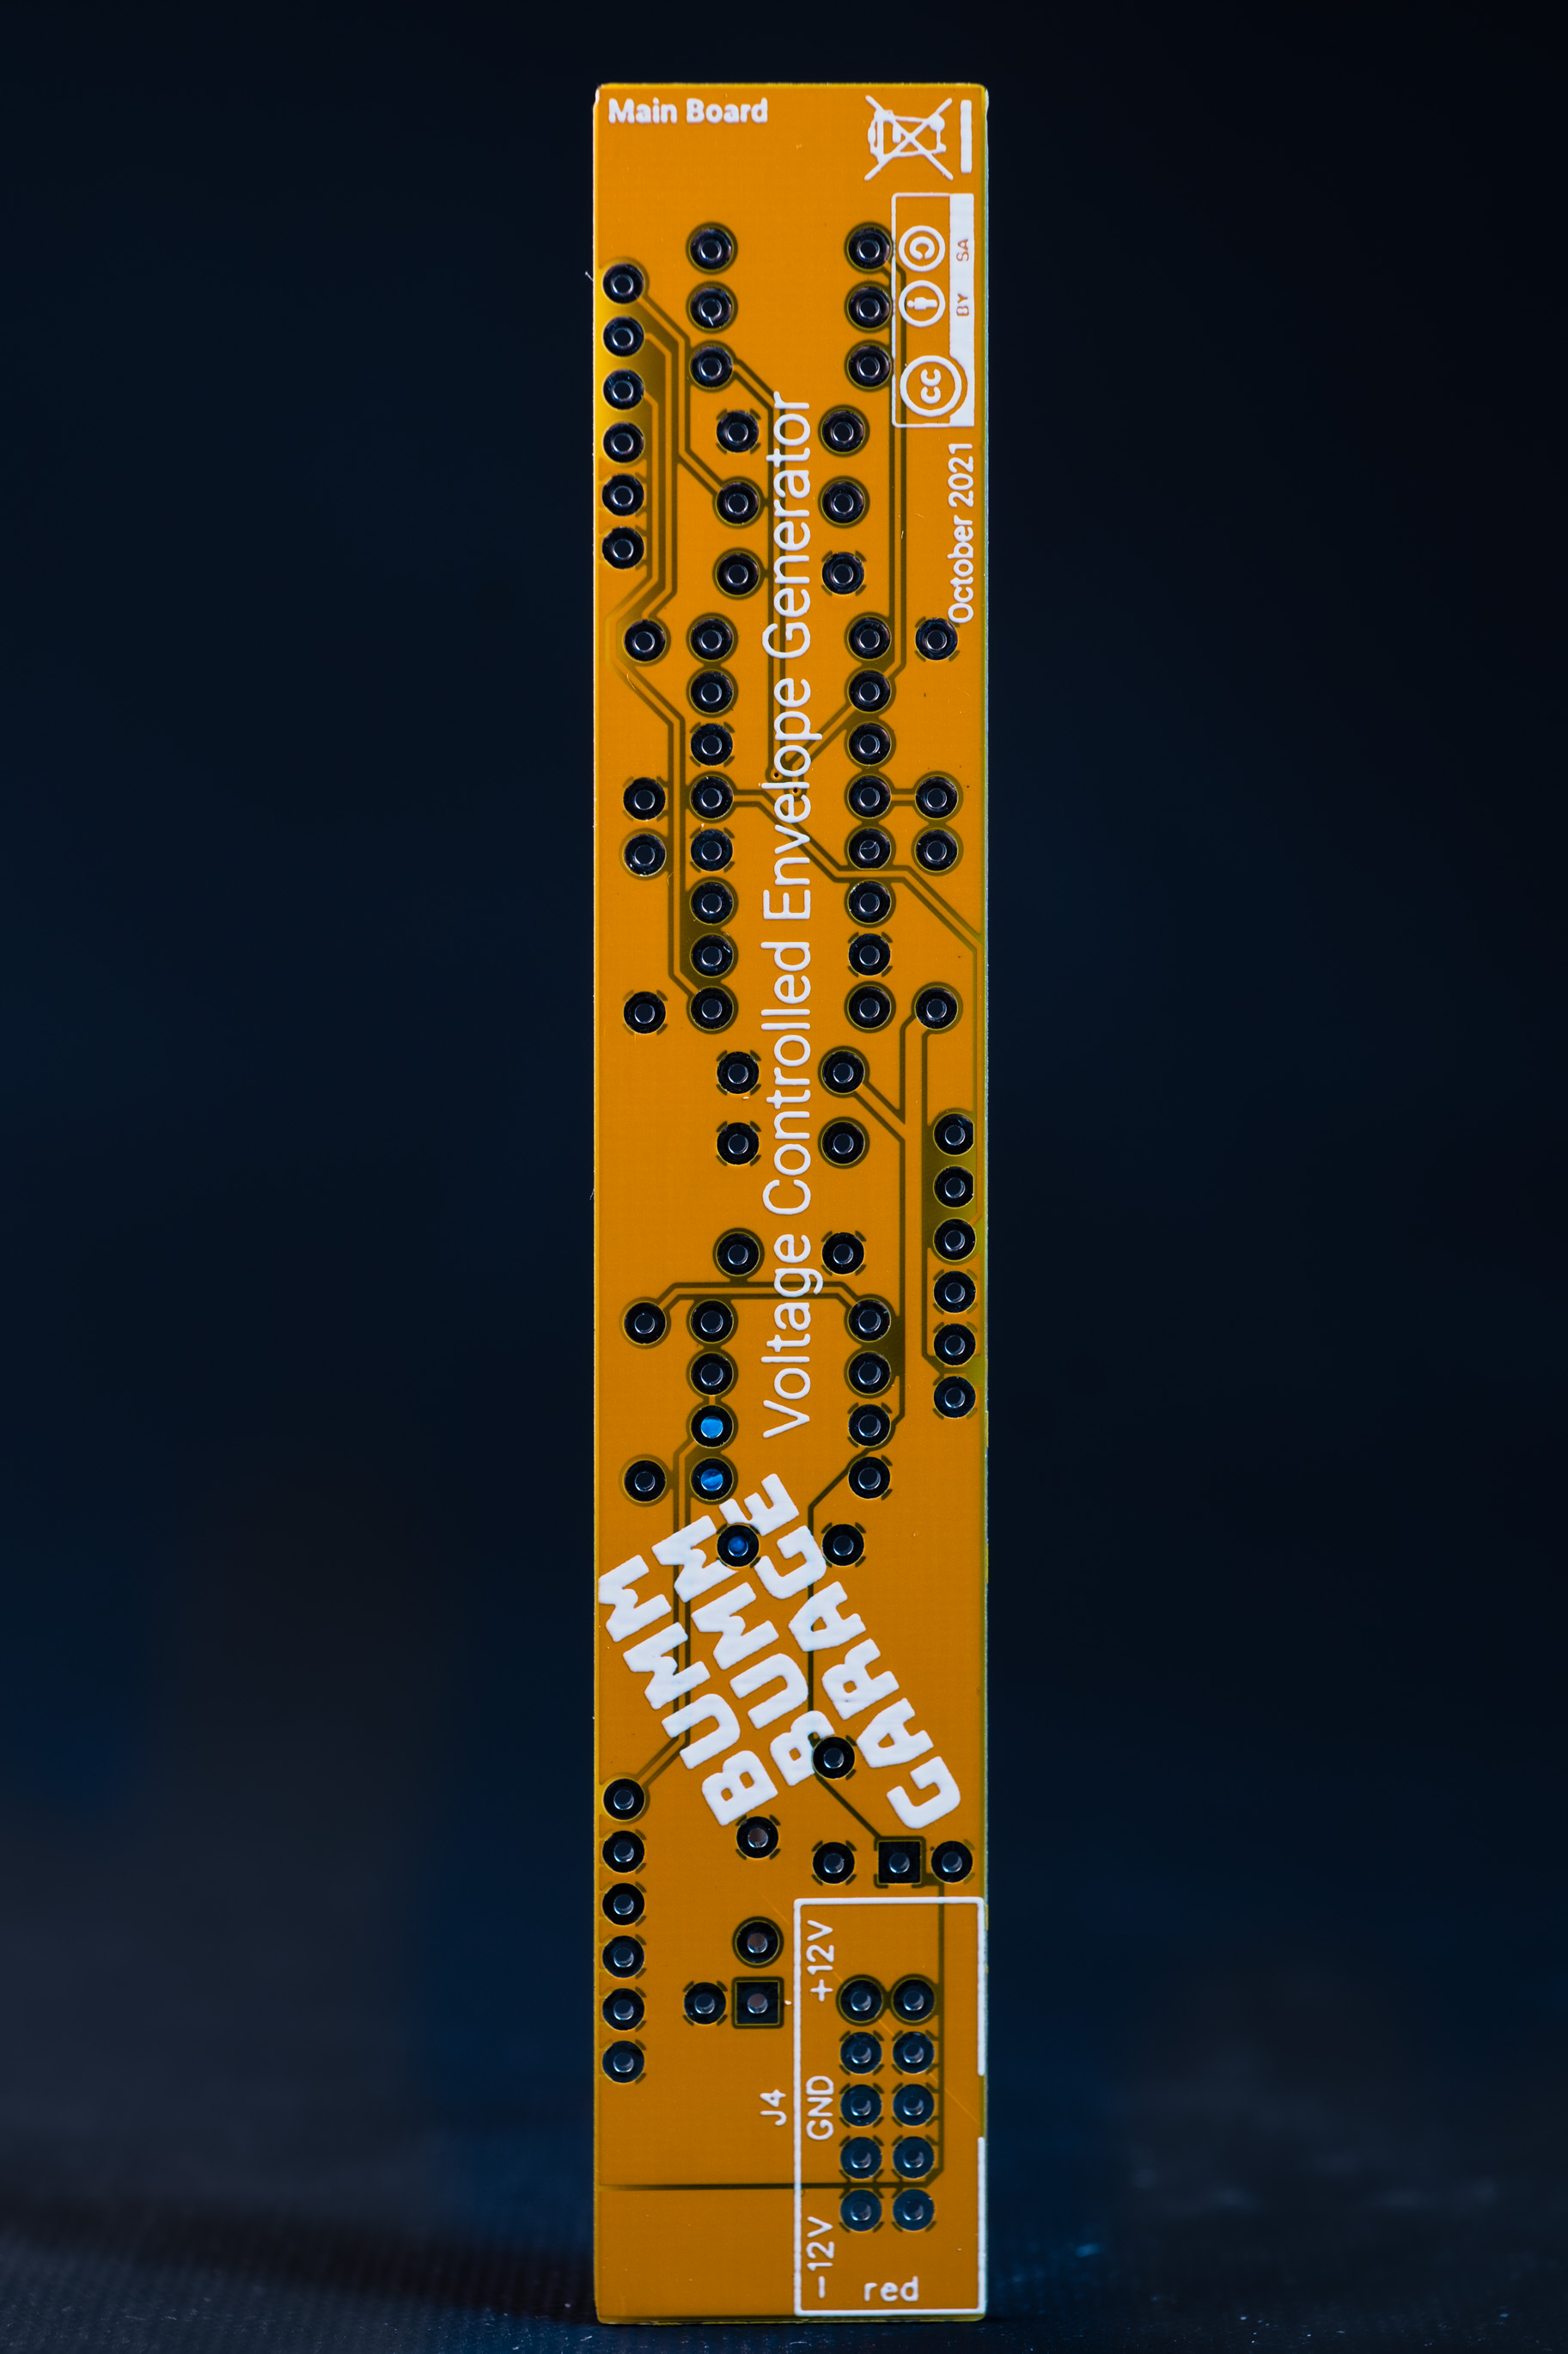 Main Board
SA
BY
cc
October 2021
Voltage Controlled Envelope Generator
BUMM
BUMM
GARAGE
+12V
GND
-12V
J4
red